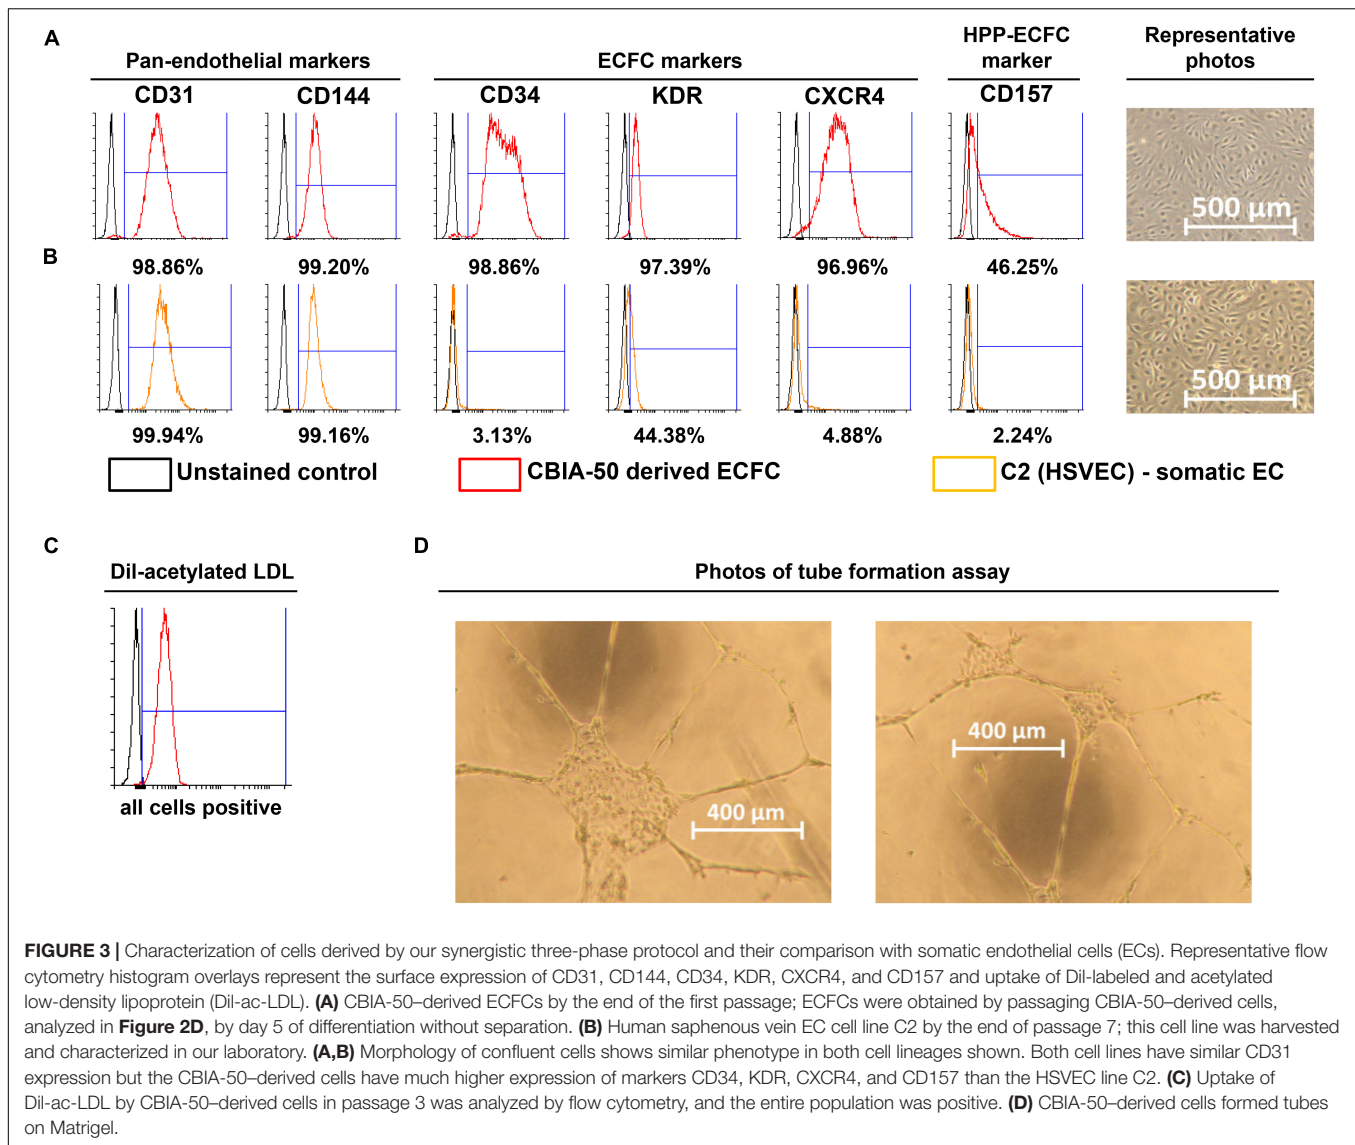 A
Pan-endothelial markers
ECFC markers
HPP-ECFC
marker
Representative
photos
CD31
CD144
CD34
KDR
CXCR4
CD157
500 µm
B
98.86%
99.20%
98.86%
97.39%
96.96%
46.25%
500 µm
99.94%
99.16%
3.13%
44.38%
4.88%
2.24%
Unstained control
CBIA-50 derived ECFC
C2 (HSVEC) - somatic EC
C
D
Dil-acetylated LDL
Photos of tube formation assay
400 µm
400 µm
all cells positive
FIGURE 3 | Characterization of cells derived by our synergistic three-phase protocol and their comparison with somatic endothelial cells (ECs). Representative flow
cytometry histogram overlays represent the surface expression of CD31, CD144, CD34, KDR, CXCR4, and CD157 and uptake of Dil-labeled and acetylated
low-density lipoprotein (Dil-ac-LDL). (A) CBIA-50–derived ECFCs by the end of the first passage; ECFCs were obtained by passaging CBIA-50–derived cells,
analyzed in Figure 2D, by day 5 of differentiation without separation. (B) Human saphenous vein EC cell line C2 by the end of passage 7; this cell line was harvested
and characterized in our laboratory. (A,B) Morphology of confluent cells shows similar phenotype in both cell lineages shown. Both cell lines have similar CD31
expression but the CBIA-50–derived cells have much higher expression of markers CD34, KDR, CXCR4, and CD157 than the HSVEC line C2. (C) Uptake of
Dil-ac-LDL by CBIA-50–derived cells in passage 3 was analyzed by flow cytometry, and the entire population was positive. (D) CBIA-50–derived cells formed tubes
on Matrigel.